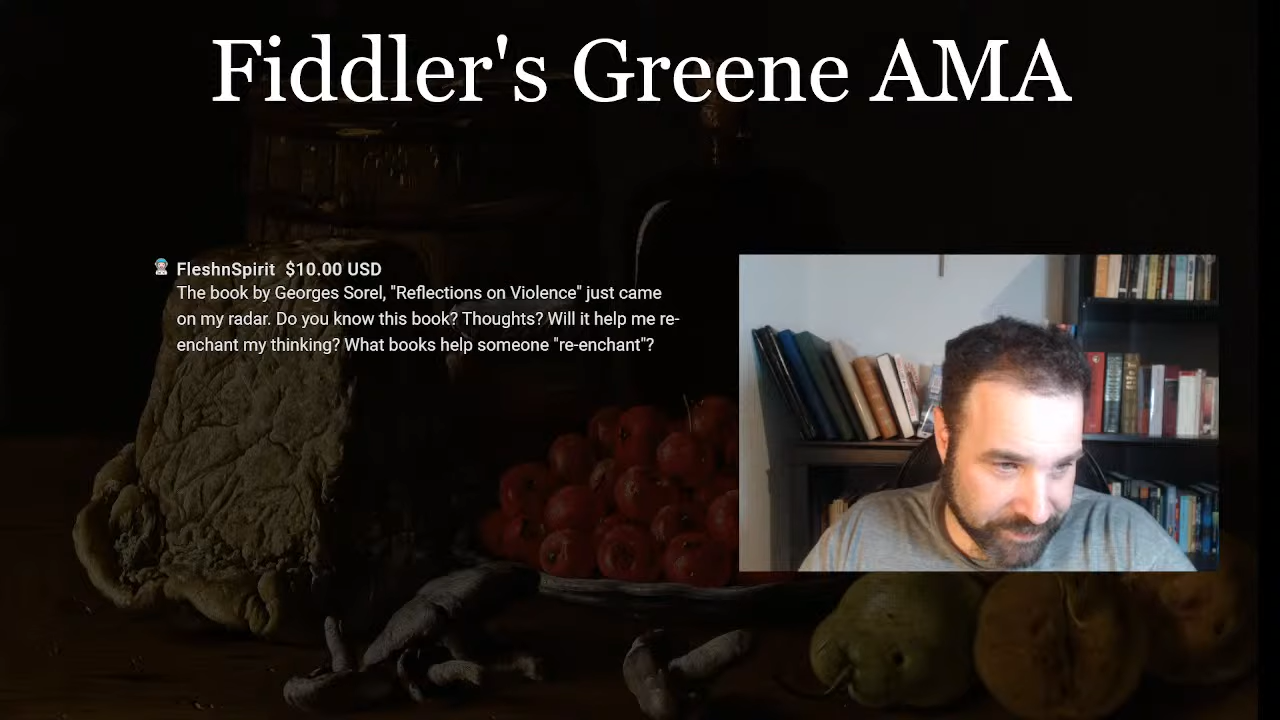 Fiddler's Greene AMA
FleshnSpirit $10.00 USD
The book by Georges Sorel, "Reflections on Violence" just came
on my radar. Do you know this book? Thoughts? Will it help me re-
enchant my thinking? What books help someone "re-enchant"?